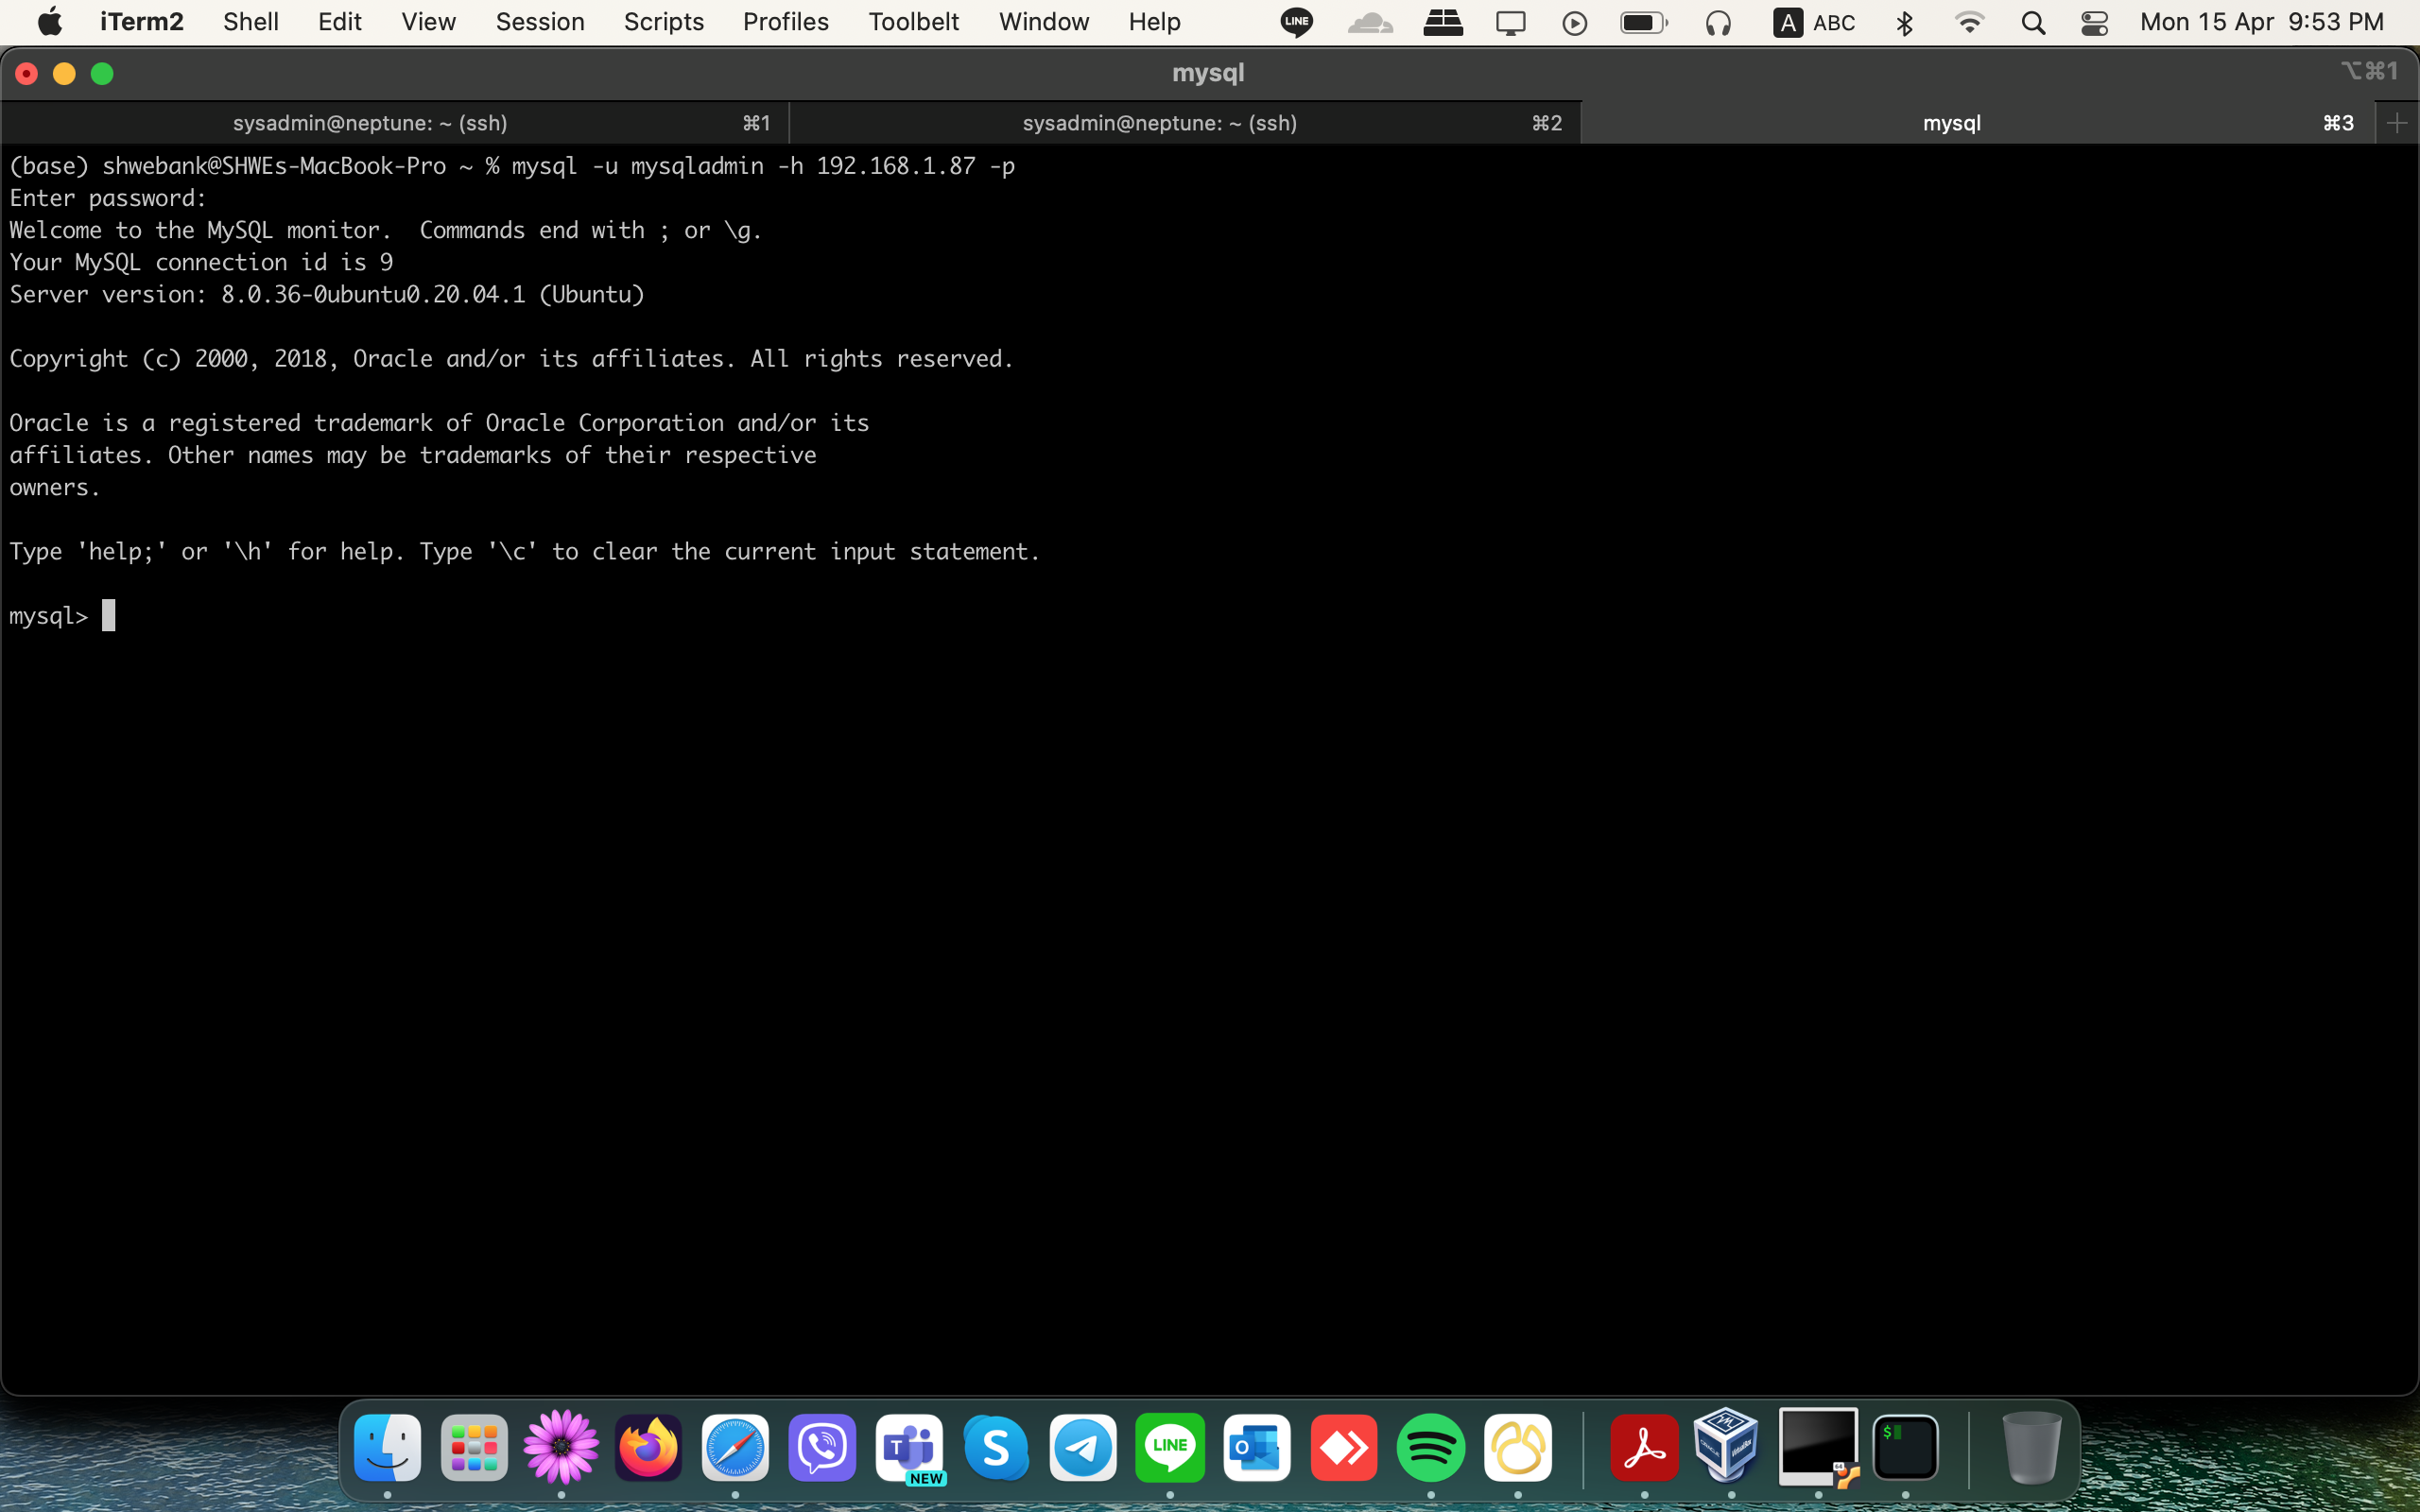 iTerm2 Shell Edit View Session Scripts Profiles Toolbelt Window Help LINE A ABC Mon 15 Apr 9:53 PM
mysql ⌥⌘1
sysadmin@neptune: ~ (ssh) ⌘1 sysadmin@neptune: ~ (ssh) ⌘2 mysql ⌘3
(base) shwebank@SHWEs-MacBook-Pro ~ % mysql -u mysqladmin -h 192.168.1.87 -p
Enter password:
Welcome to the MySQL monitor.  Commands end with ; or \g.
Your MySQL connection id is 9
Server version: 8.0.36-0ubuntu0.20.04.1 (Ubuntu)
Copyright (c) 2000, 2018, Oracle and/or its affiliates. All rights reserved.
Oracle is a registered trademark of Oracle Corporation and/or its
affiliates. Other names may be trademarks of their respective
owners.
Type 'help;' or '\h' for help. Type '\c' to clear the current input statement.
mysql>
T NEW S LINE O $